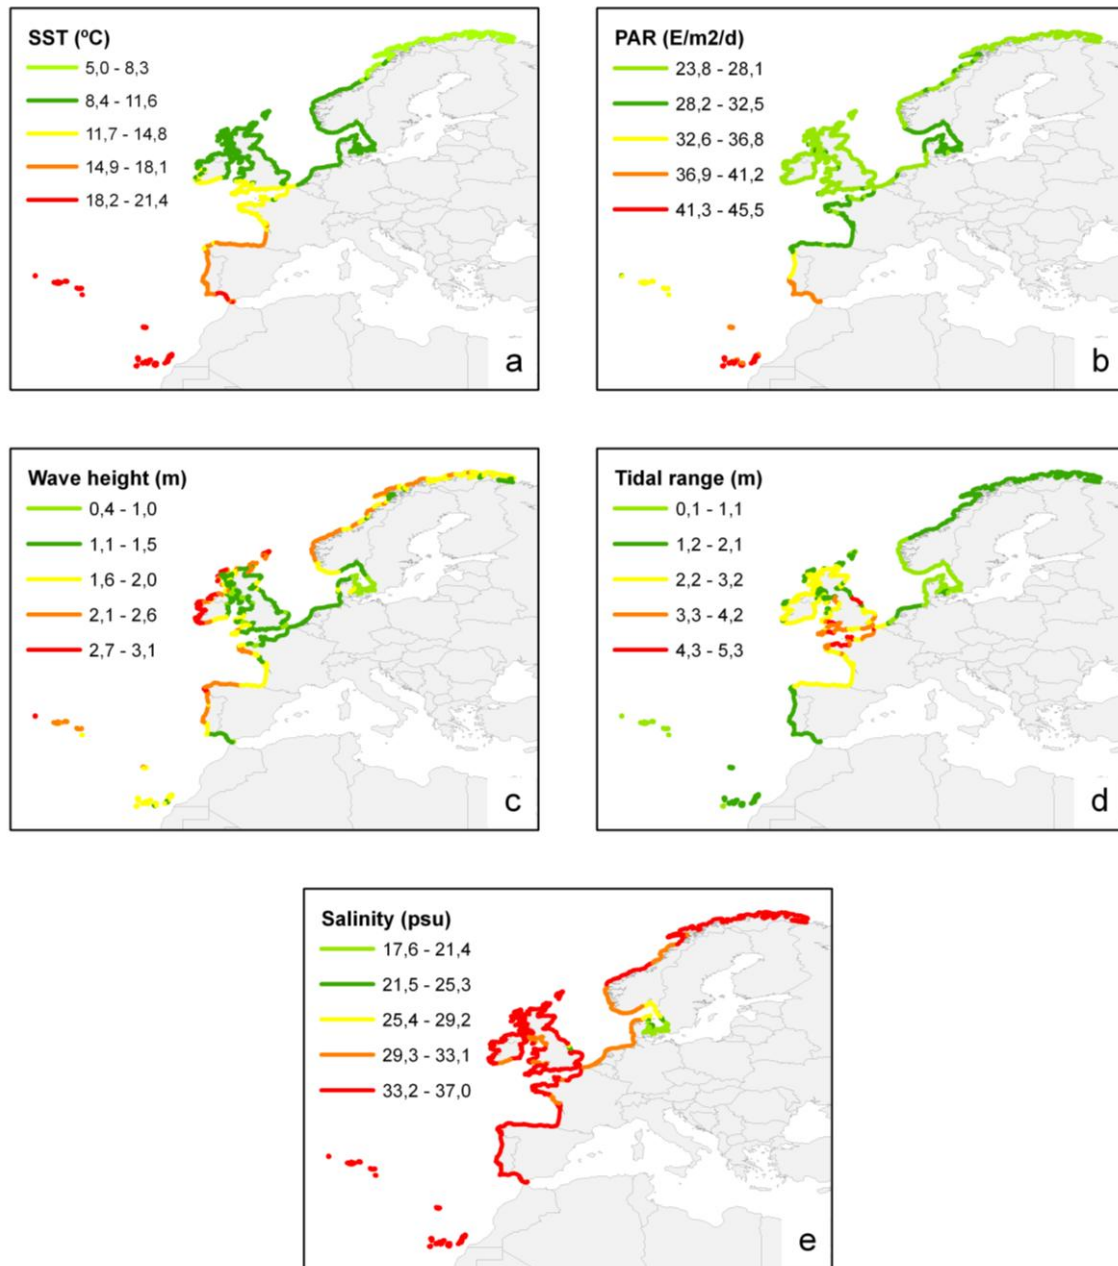 SST (ºC)
5,0 - 8,3
8,4 - 11,6
11,7 - 14,8
14,9 - 18,1
18,2 - 21,4
a
PAR (E/m2/d)
23,8 - 28,1
28,2 - 32,5
32,6 - 36,8
36,9 - 41,2
41,3 - 45,5
b
Wave height (m)
0,4 - 1,0
1,1 - 1,5
1,6 - 2,0
2,1 - 2,6
2,7 - 3,1
c
Tidal range (m)
0,1 - 1,1
1,2 - 2,1
2,2 - 3,2
3,3 - 4,2
4,3 - 5,3
d
Salinity (psu)
17,6 - 21,4
21,5 - 25,3
25,4 - 29,2
29,3 - 33,1
33,2 - 37,0
e